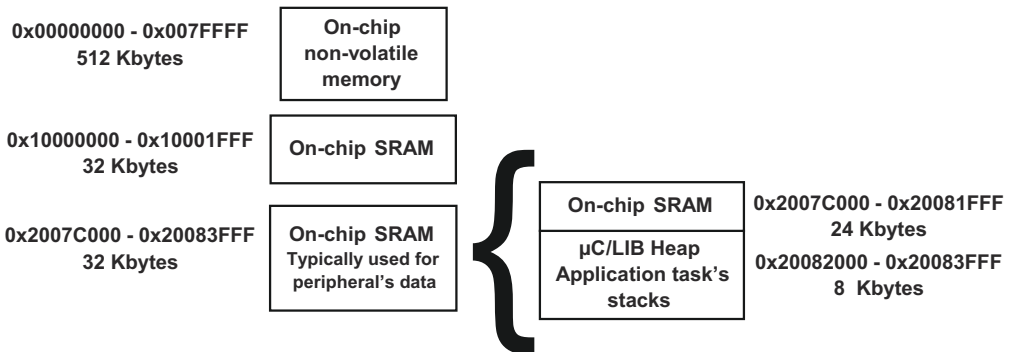 0x00000000 - 0x007FFFF
512 Kbytes
On-chip
non-volatile
memory
0x10000000 - 0x10001FFF
32 Kbytes
On-chip SRAM
0x2007C000 - 0x20083FFF
32 Kbytes
On-chip SRAM
Typically used for
peripheral's data
On-chip SRAM
0x2007C000 - 0x20081FFF
24 Kbytes
µC/LIB Heap
Application task's
stacks
0x20082000 - 0x20083FFF
8 Kbytes